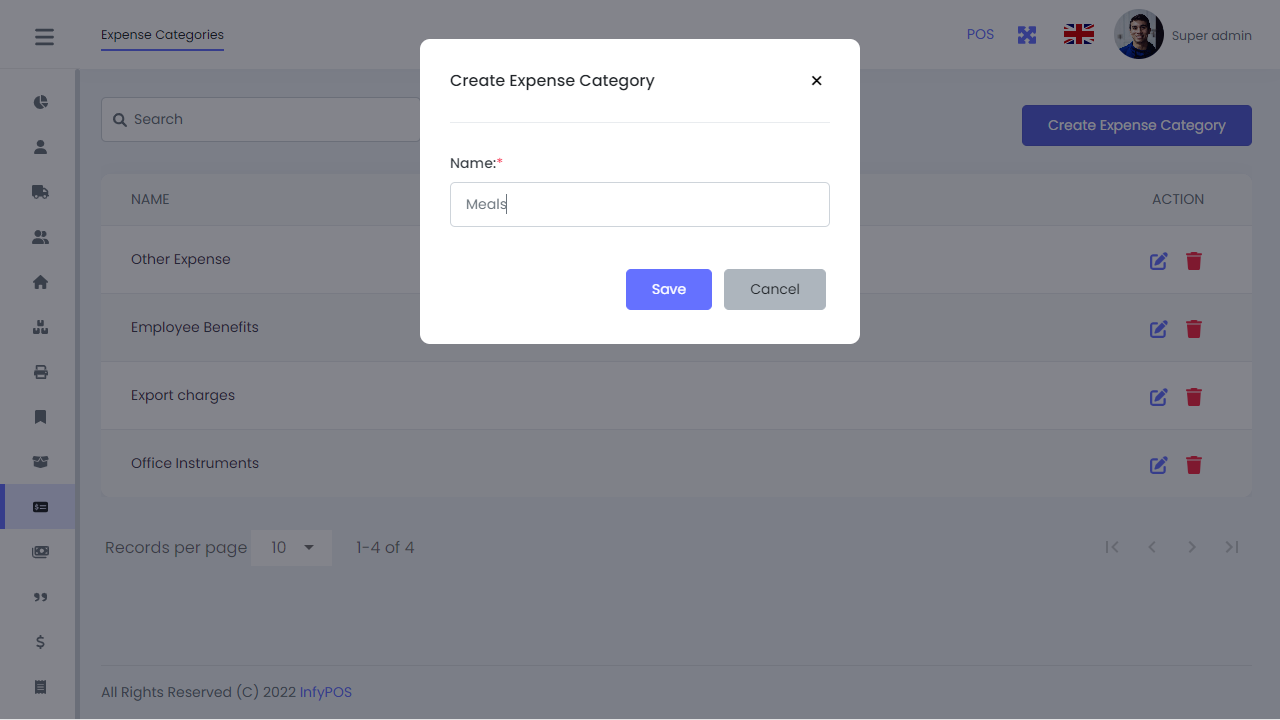 Expense Categories
POS
Super admin
Create Expense Category
Search
Create Expense Category
Name:*
Meals
Save
Cancel
NAME
ACTION
Other Expense
Employee Benefits
Export charges
Office Instruments
Records per page
10
1-4 of 4
All Rights Reserved (C) 2022 InfyPOS